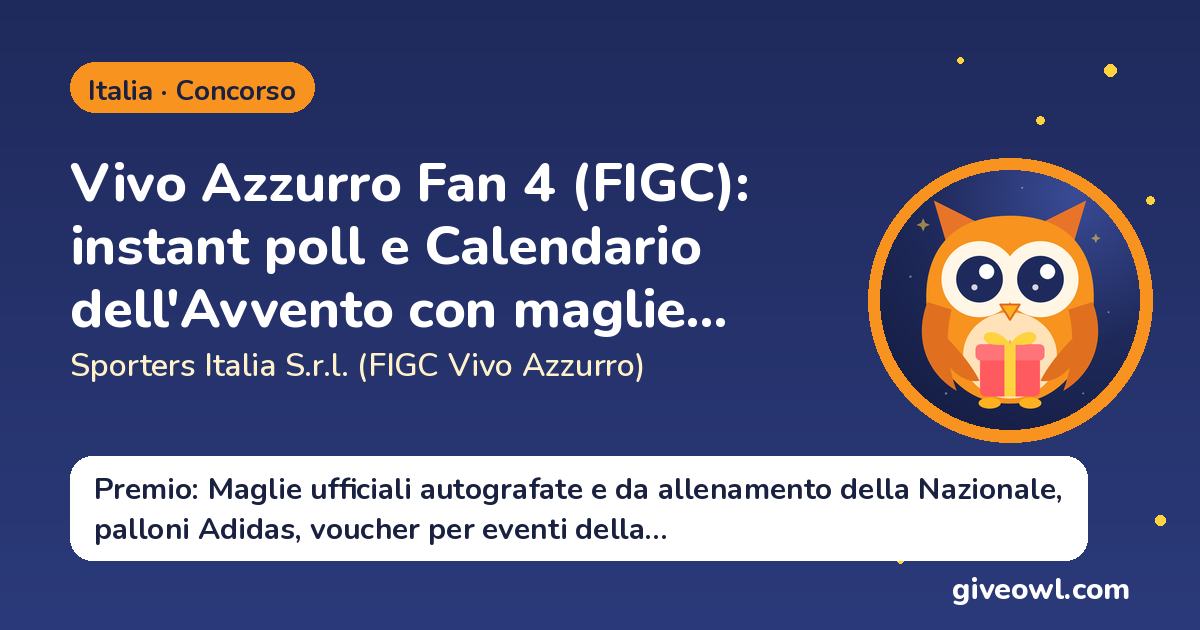 Italia · Concorso
Vivo Azzurro Fan 4 (FIGC):
instant poll e Calendario
dell'Avvento con maglie...
Sporters Italia S.r.l. (FIGC Vivo Azzurro)
Premio: Maglie ufficiali autografate e da allenamento della Nazionale,
palloni Adidas, voucher per eventi della...
giveowl.com